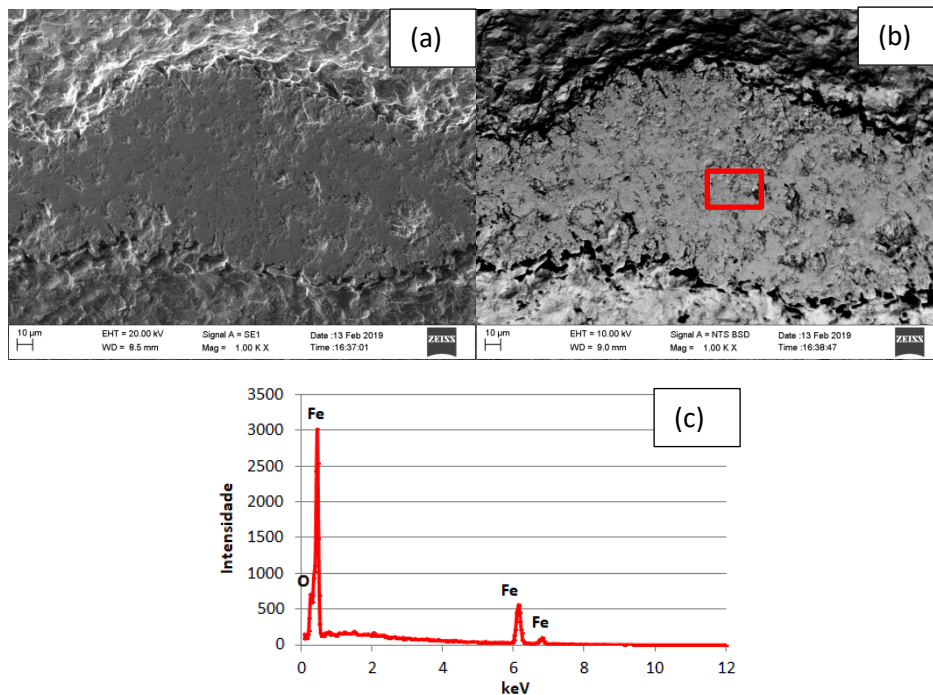 (a)
(b)
10 µm
EHT = 20.00 kV
Signal A = SE1
Date :13 Feb 2019
WD = 8.5 mm
Mag = 1.00 K X
Time :16:37:01
ZEISS
10 µm
EHT = 10.00 kV
Signal A = NTS BSD
Date :13 Feb 2019
WD = 9.0 mm
Mag = 1.00 K X
Time :16:38:47
ZEISS
(c)
Intensidade
3500
3000
2500
2000
1500
1000
500
0
Fe
O
Fe
Fe
0 2 4 6 8 10 12
keV